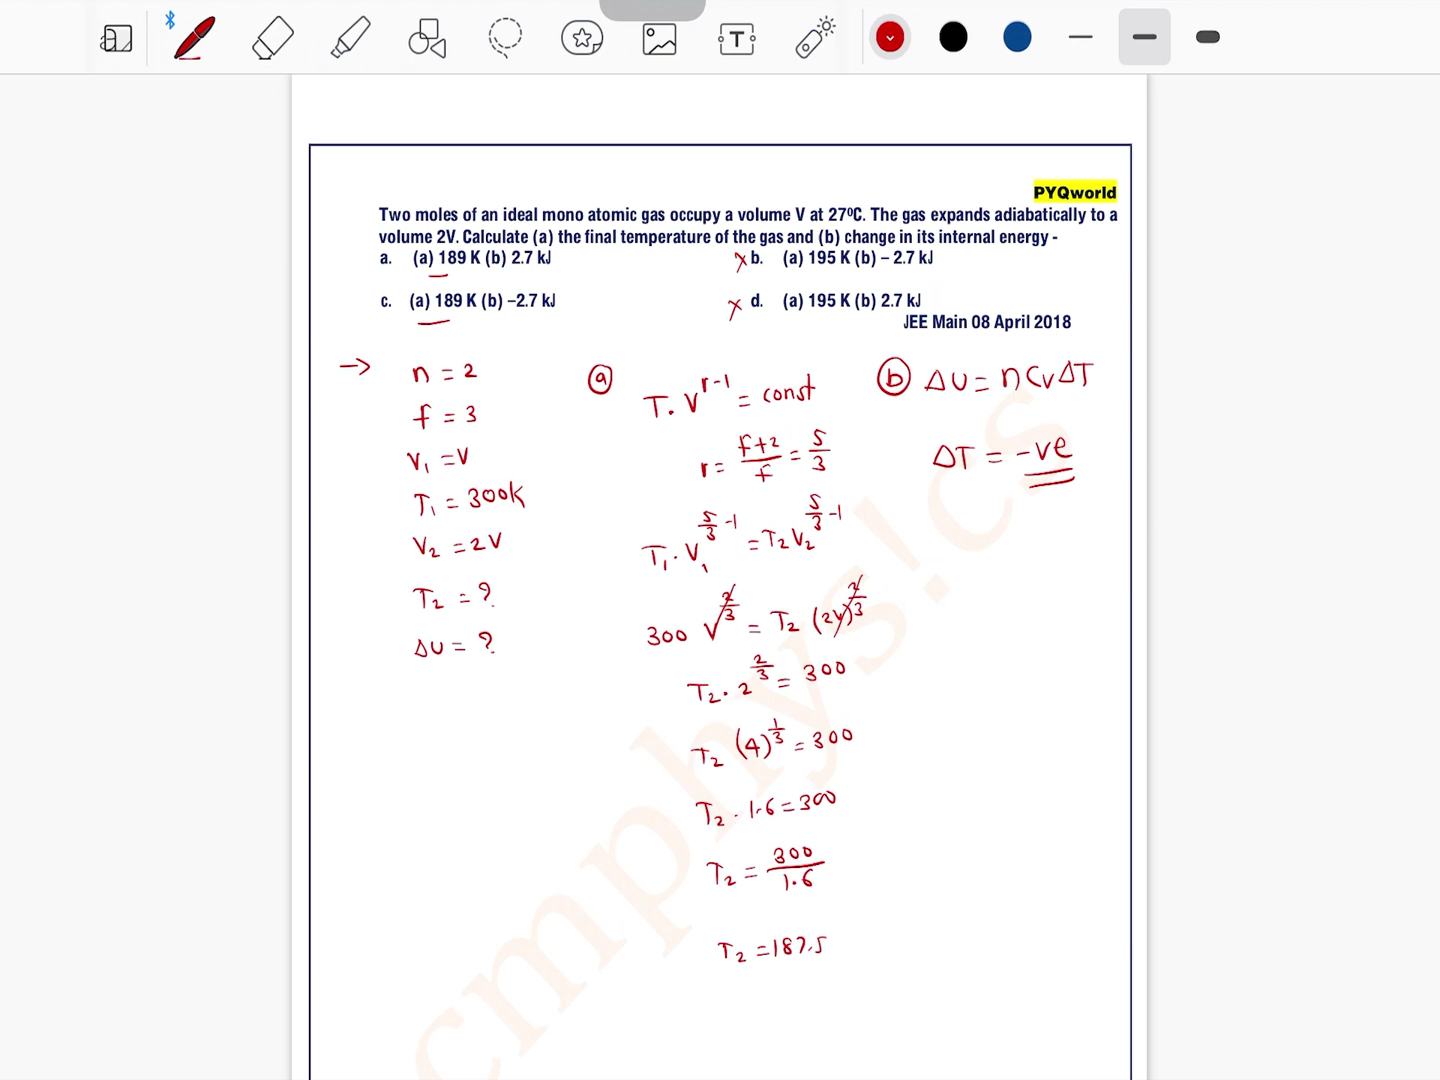 PYQworld
Two moles of an ideal mono atomic gas occupy a volume V at 27⁰C. The gas expands adiabatically to a
volume 2V. Calculate (a) the final temperature of the gas and (b) change in its internal energy -
a. (a) 189 K (b) 2.7 kJ
x b. (a) 195 K (b) – 2.7 kJ
c. (a) 189 K (b) –2.7 kJ
x d. (a) 195 K (b) 2.7 kJ
JEE Main 08 April 2018
→ n = 2
f = 3
V₁ = V
T₁ = 300K
V₂ = 2V
T₂ = ?
ΔU = ?
(a) T. V^(r-1) = const
r = (f+2)/f = 5/3
T₁ . V₁^(5/3 -1) = T₂ V₂^(5/3 -1)
300 V^(2/3) = T₂ (2V)^(2/3)
T₂ . 2^(2/3) = 300
T₂ (4)^(1/3) = 300
T₂ . 1.6 = 300
T₂ = 300/1.6
T₂ = 187.5
(b) ΔU = nCvΔT
ΔT = -ve
cmphys!cs
T